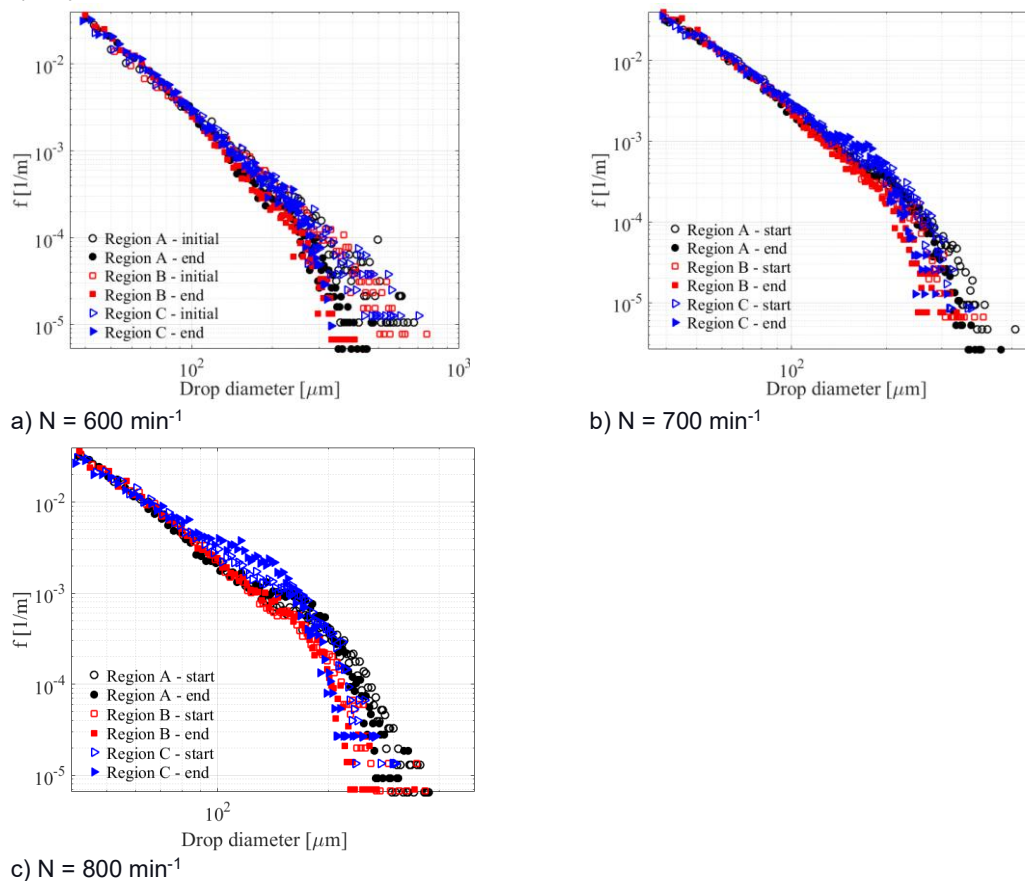 10⁻²
10⁻³
10⁻⁴
10⁻⁵
f [1/m]
Region A - initial
Region A - end
Region B - initial
Region B - end
Region C - initial
Region C - end
10²
10³
Drop diameter [μm]
a) N = 600 min⁻¹
10⁻²
10⁻³
10⁻⁴
10⁻⁵
f [1/m]
Region A - start
Region A - end
Region B - start
Region B - end
Region C - start
Region C - end
10²
Drop diameter [μm]
b) N = 700 min⁻¹
10⁻²
10⁻³
10⁻⁴
10⁻⁵
f [1/m]
Region A - start
Region A - end
Region B - start
Region B - end
Region C - start
Region C - end
10²
Drop diameter [μm]
c) N = 800 min⁻¹